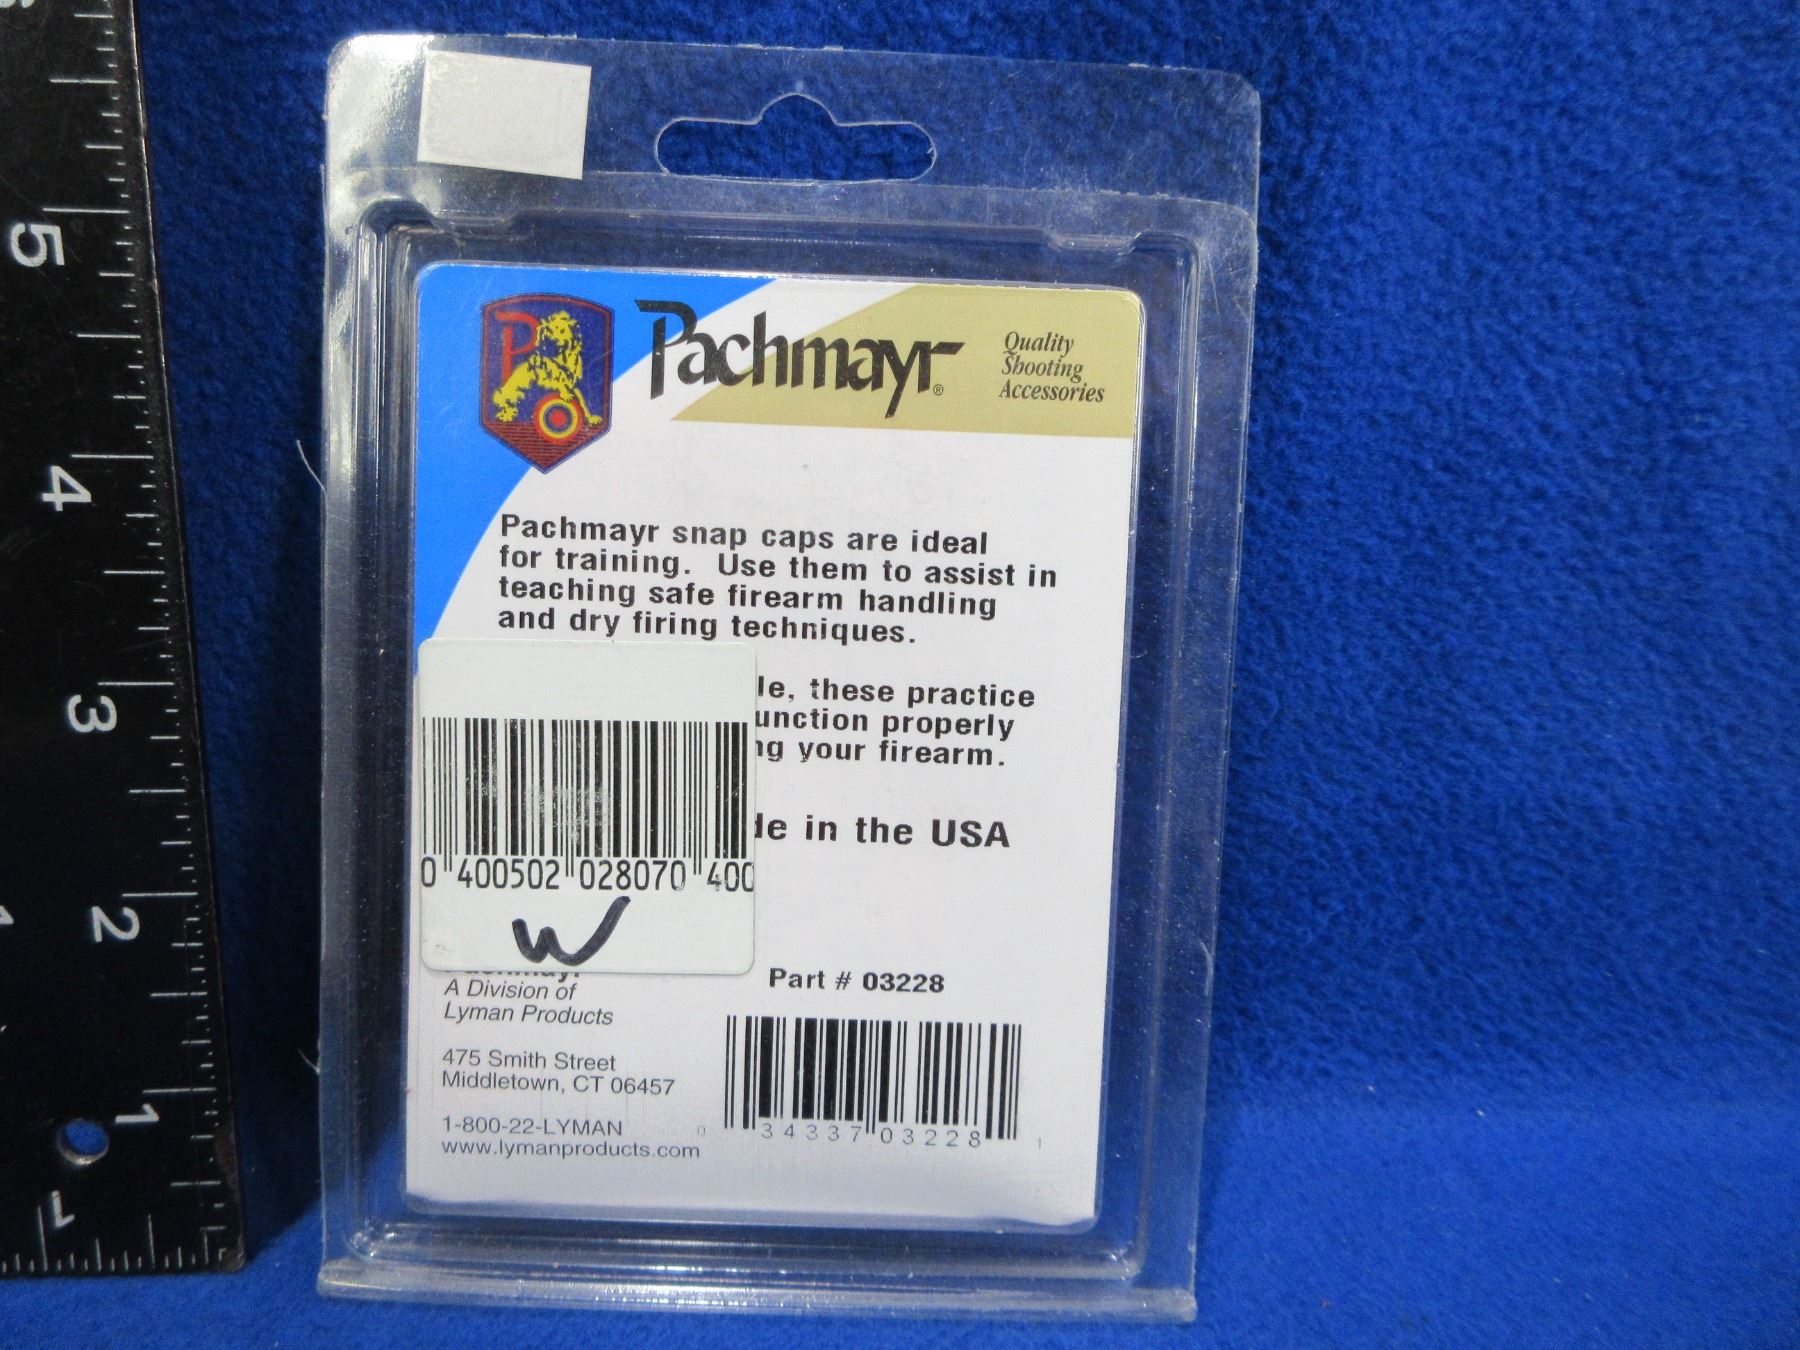 5
4
3
2
1
P
Pachmayr®
Quality
Shooting
Accessories
Pachmayr snap caps are ideal
for training. Use them to assist in
teaching safe firearm handling
and dry firing techniques.
le, these practice
unction properly
ng your firearm.
de in the USA
0 400502 028070 400
W
Part # 03228
A Division of
Lyman Products
475 Smith Street
Middletown, CT 06457
1-800-22-LYMAN
www.lymanproducts.com
0 34337 03228 1